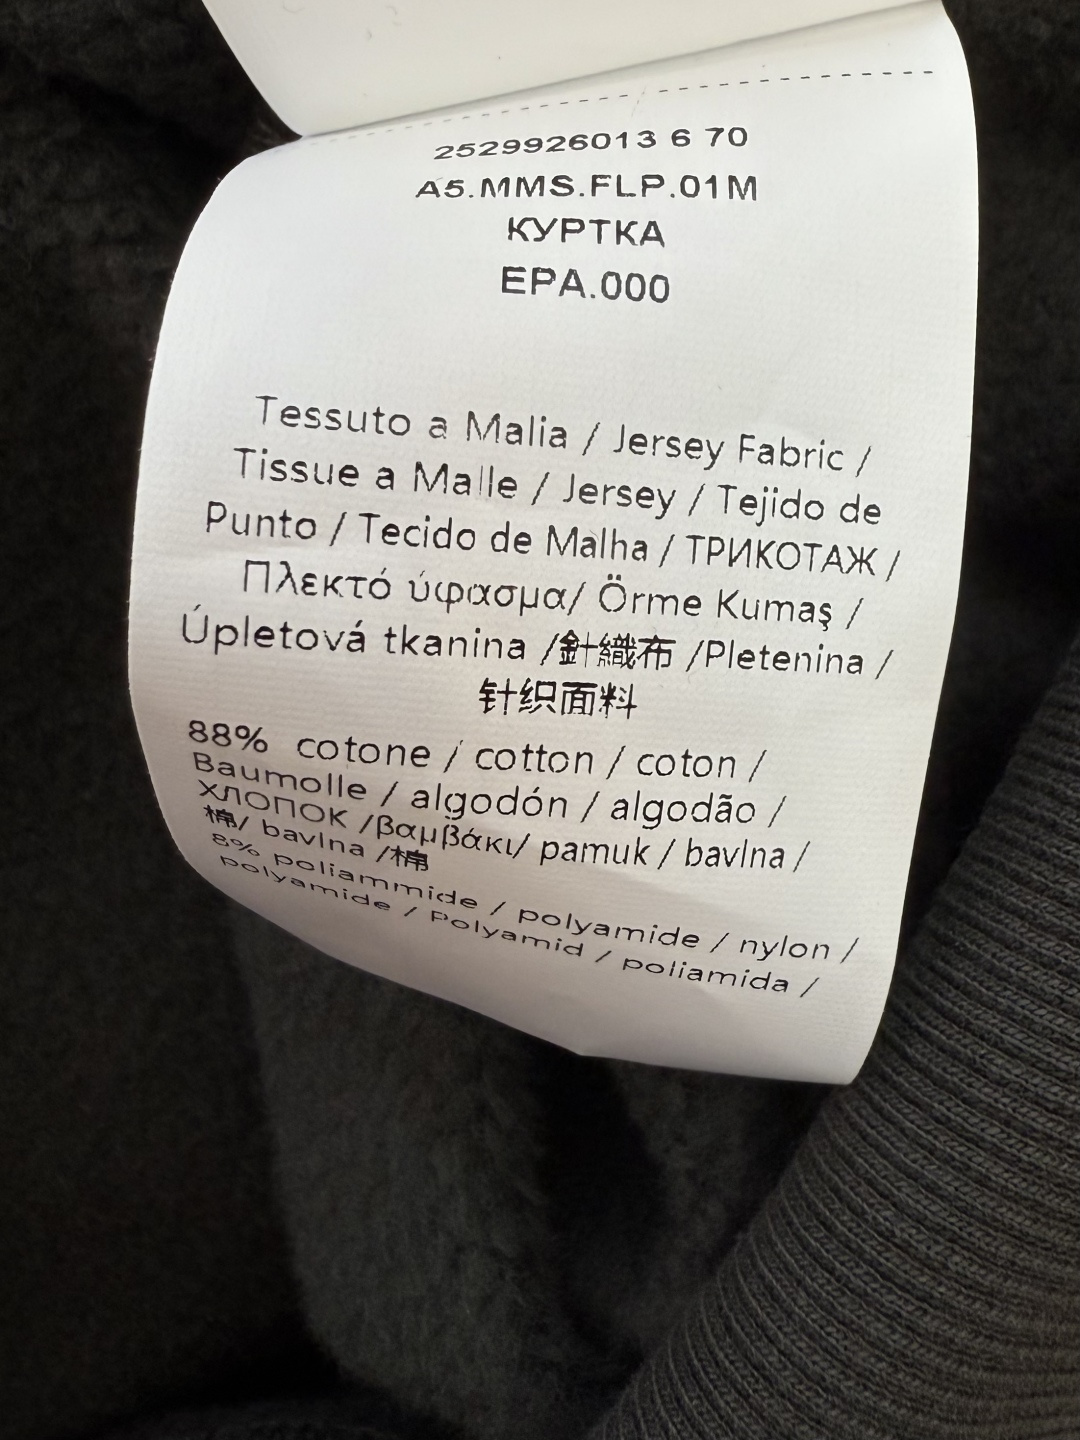 2529926013 6 70
A5.MMS.FLP.01M
КУРТКА
EPA.000
Tessuto a Malia / Jersey Fabric /
Tissue a Malle / Jersey / Tejido de
Punto / Tecido de Malha / ТРИКОТАЖ /
Πλεκτό ύφασμα/ Örme Kumaş /
Úpletová tkanina /針織布 /Pletenina /
针织面料
88% cotone / cotton / coton /
Baumolle / algodón / algodão /
ХЛОПОК /βαμβάκι/ pamuk / bavlna /
棉/ bavlna /棉
8% poliammide / polyamide / nylon /
polyamide / Polyamid / poliamida /